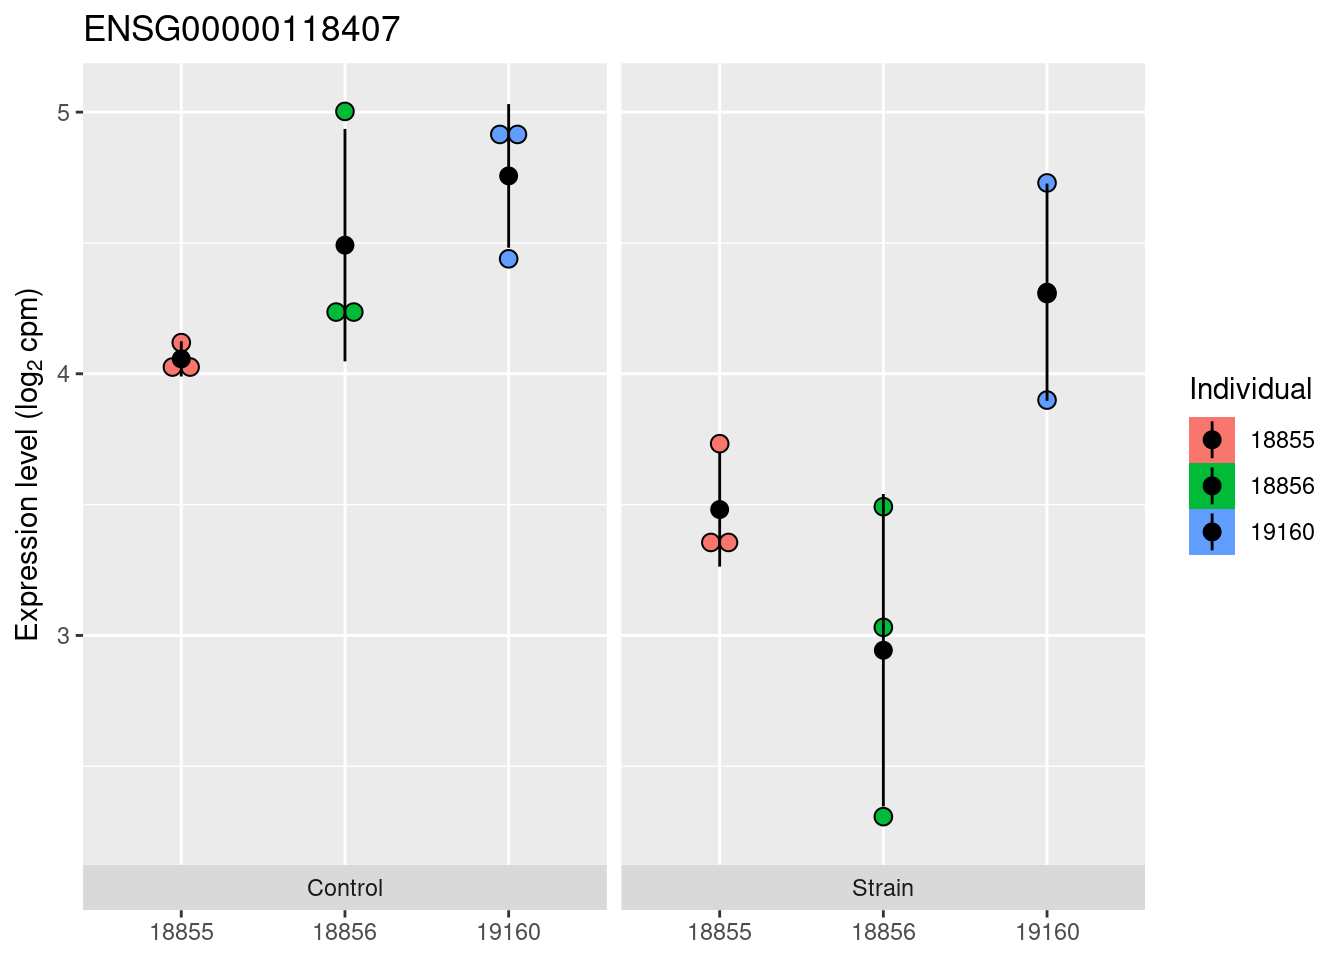 ENSG00000118407
Expression level (log₂ cpm)
5
4
3
Control
Strain
18855
18856
19160
18855
18856
19160
Individual
18855
18856
19160